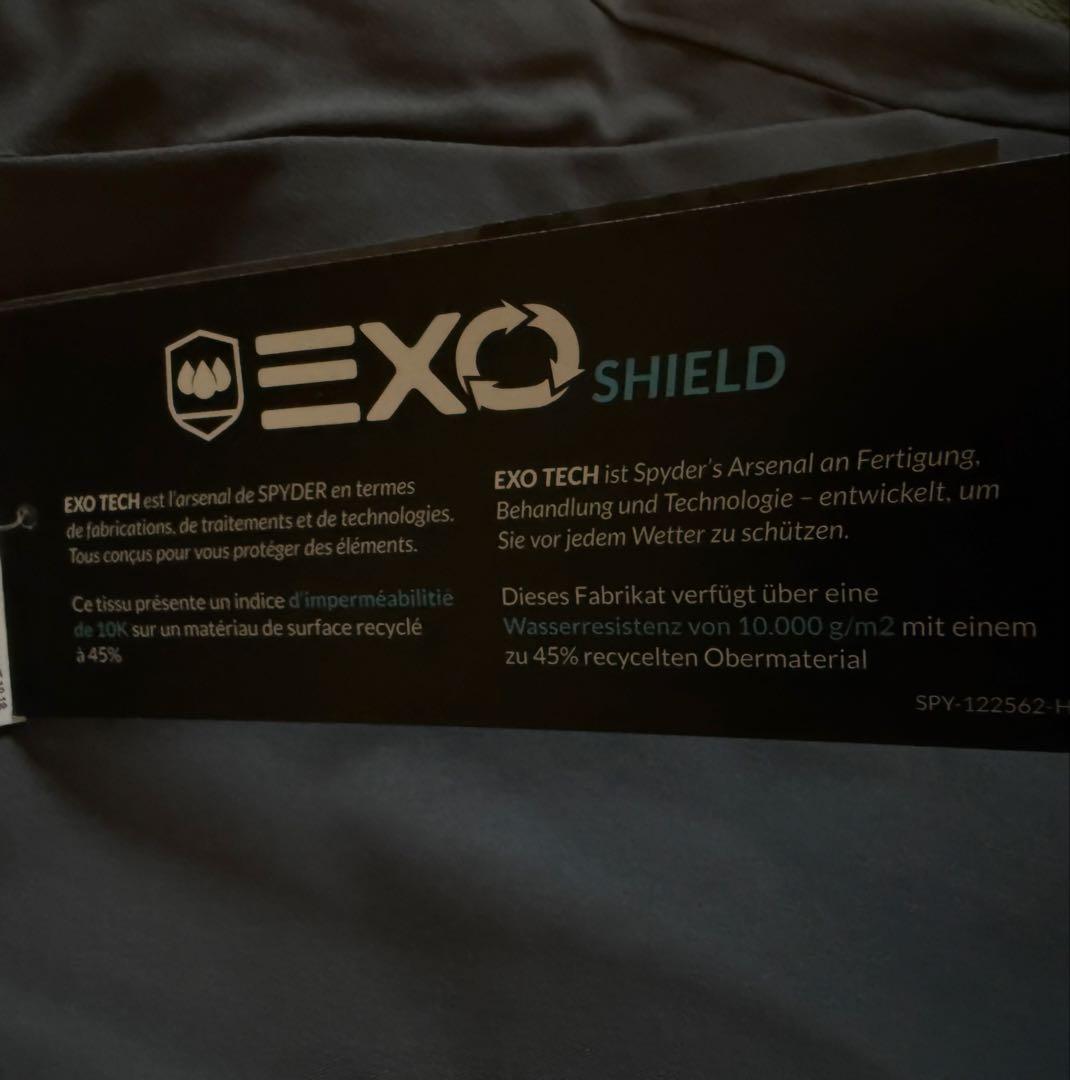 EXO SHIELD
EXO TECH est l'arsenal de SPYDER en termes
de fabrications, de traitements et de technologies.
Tous conçus pour vous protéger des éléments.
Ce tissu présente un indice d'imperméabilitié
de 10K sur un matériau de surface recyclé
à 45%
EXO TECH ist Spyder's Arsenal an Fertigung,
Behandlung und Technologie – entwickelt, um
Sie vor jedem Wetter zu schützen.
Dieses Fabrikat verfügt über eine
Wasserresistenz von 10.000 g/m2 mit einem
zu 45% recycelten Obermaterial
SPY-122562-H